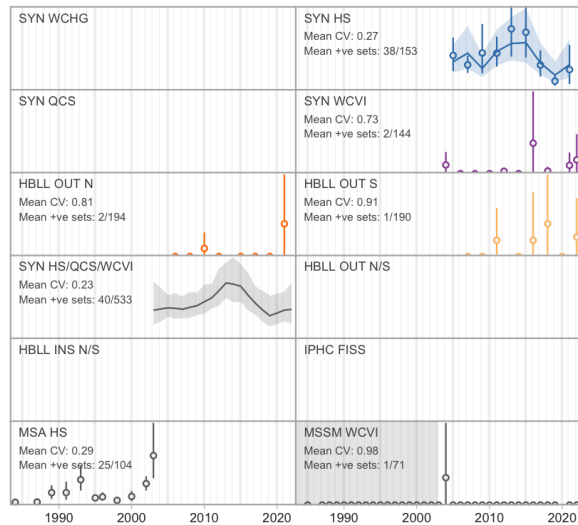 SYN WCHG
SYN HS
Mean CV: 0.27
Mean +ve sets: 38/153
SYN QCS
SYN WCVI
Mean CV: 0.73
Mean +ve sets: 2/144
HBLL OUT N
Mean CV: 0.81
Mean +ve sets: 2/194
HBLL OUT S
Mean CV: 0.91
Mean +ve sets: 1/190
SYN HS/QCS/WCVI
Mean CV: 0.23
Mean +ve sets: 40/533
HBLL OUT N/S
HBLL INS N/S
IPHC FISS
MSA HS
Mean CV: 0.29
Mean +ve sets: 25/104
MSSM WCVI
Mean CV: 0.98
Mean +ve sets: 1/71
1990 2000 2010 2020 1990 2000 2010 2020